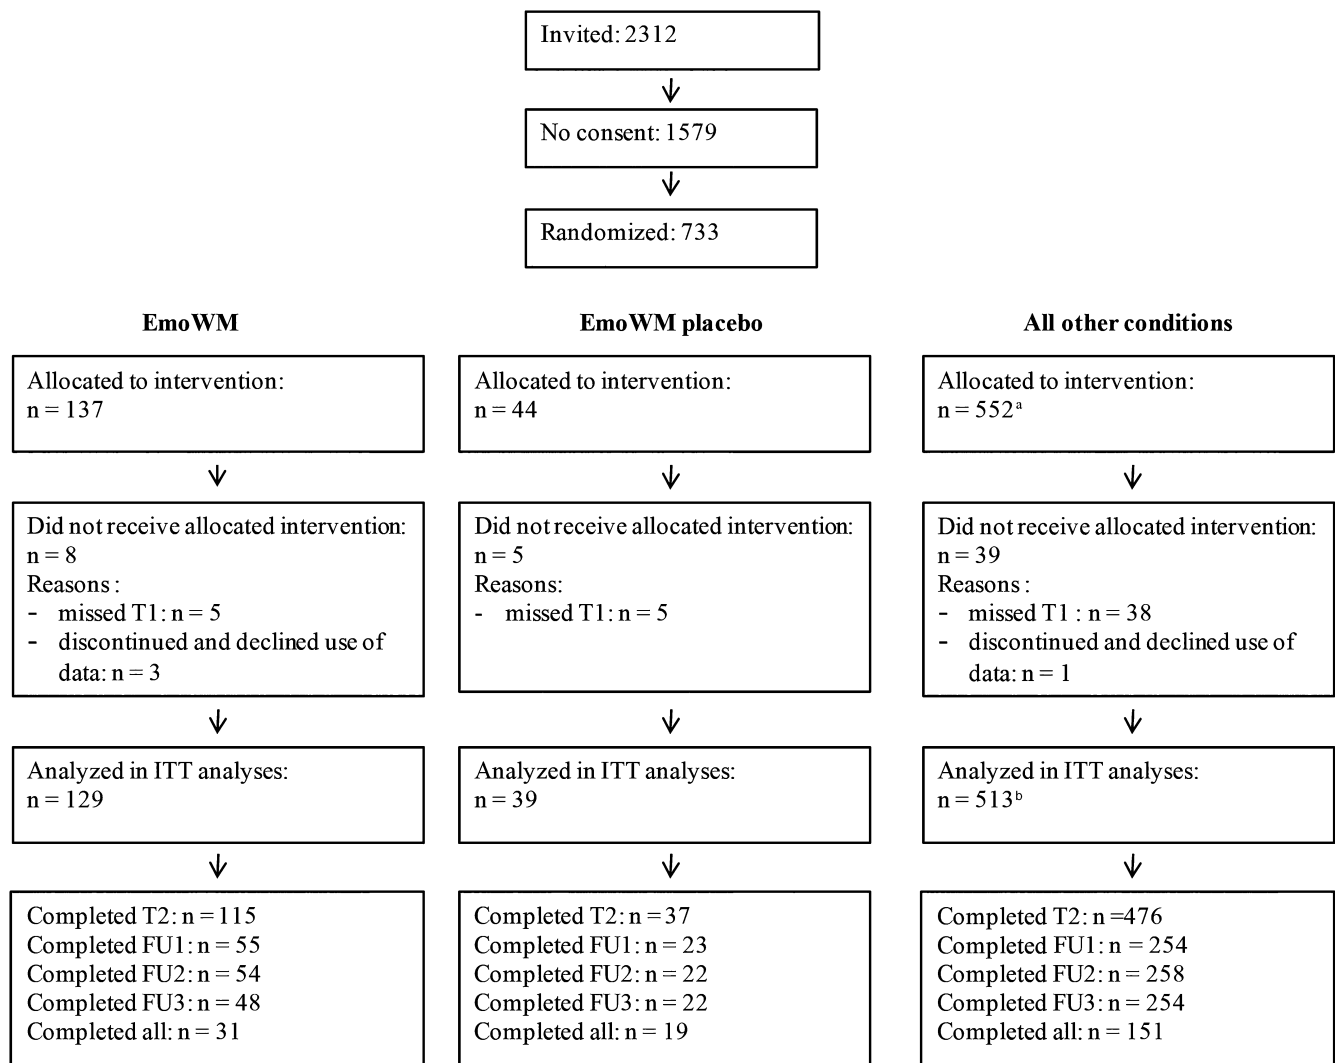 Invited: 2312
No consent: 1579
Randomized: 733
EmoWM
Allocated to intervention:
n = 137
Did not receive allocated intervention:
n = 8
Reasons :
- missed T1: n = 5
- discontinued and declined use of
data: n = 3
Analyzed in ITT analyses:
n = 129
Completed T2: n = 115
Completed FU1: n = 55
Completed FU2: n = 54
Completed FU3: n = 48
Completed all: n = 31
EmoWM placebo
Allocated to intervention:
n = 44
Did not receive allocated intervention:
n = 5
Reasons:
- missed T1: n = 5
Analyzed in ITT analyses:
n = 39
Completed T2: n = 37
Completed FU1: n = 23
Completed FU2: n = 22
Completed FU3: n = 22
Completed all: n = 19
All other conditions
Allocated to intervention:
n = 552ᵃ
Did not receive allocated intervention:
n = 39
Reasons:
- missed T1 : n = 38
- discontinued and declined use of
data: n = 1
Analyzed in ITT analyses:
n = 513ᵇ
Completed T2: n =476
Completed FU1: n = 254
Completed FU2: n = 258
Completed FU3: n = 254
Completed all: n = 151